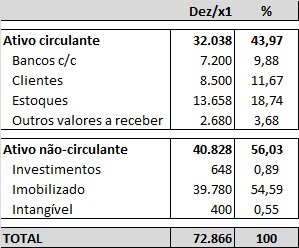 Dez/x1 %
Ativo circulante 32.038 43,97
Bancos c/c 7.200 9,88
Clientes 8.500 11,67
Estoques 13.658 18,74
Outros valores a receber 2.680 3,68
Ativo não-circulante 40.828 56,03
Investimentos 648 0,89
Imobilizado 39.780 54,59
Intangível 400 0,55
TOTAL 72.866 100